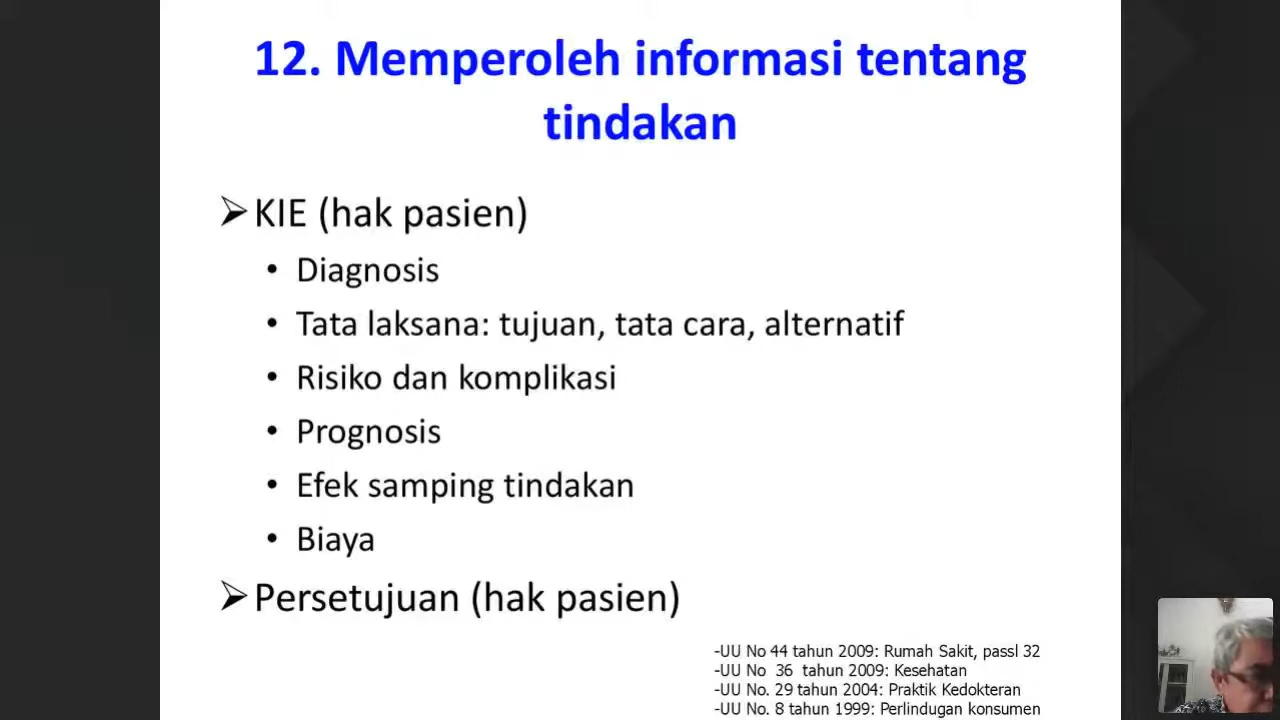 12. Memperoleh informasi tentang
tindakan
➢KIE (hak pasien)
• Diagnosis
• Tata laksana: tujuan, tata cara, alternatif
• Risiko dan komplikasi
• Prognosis
• Efek samping tindakan
• Biaya
➢Persetujuan (hak pasien)
-UU No 44 tahun 2009: Rumah Sakit, passl 32
-UU No 36 tahun 2009: Kesehatan
-UU No. 29 tahun 2004: Praktik Kedokteran
-UU No. 8 tahun 1999: Perlindugan konsumen